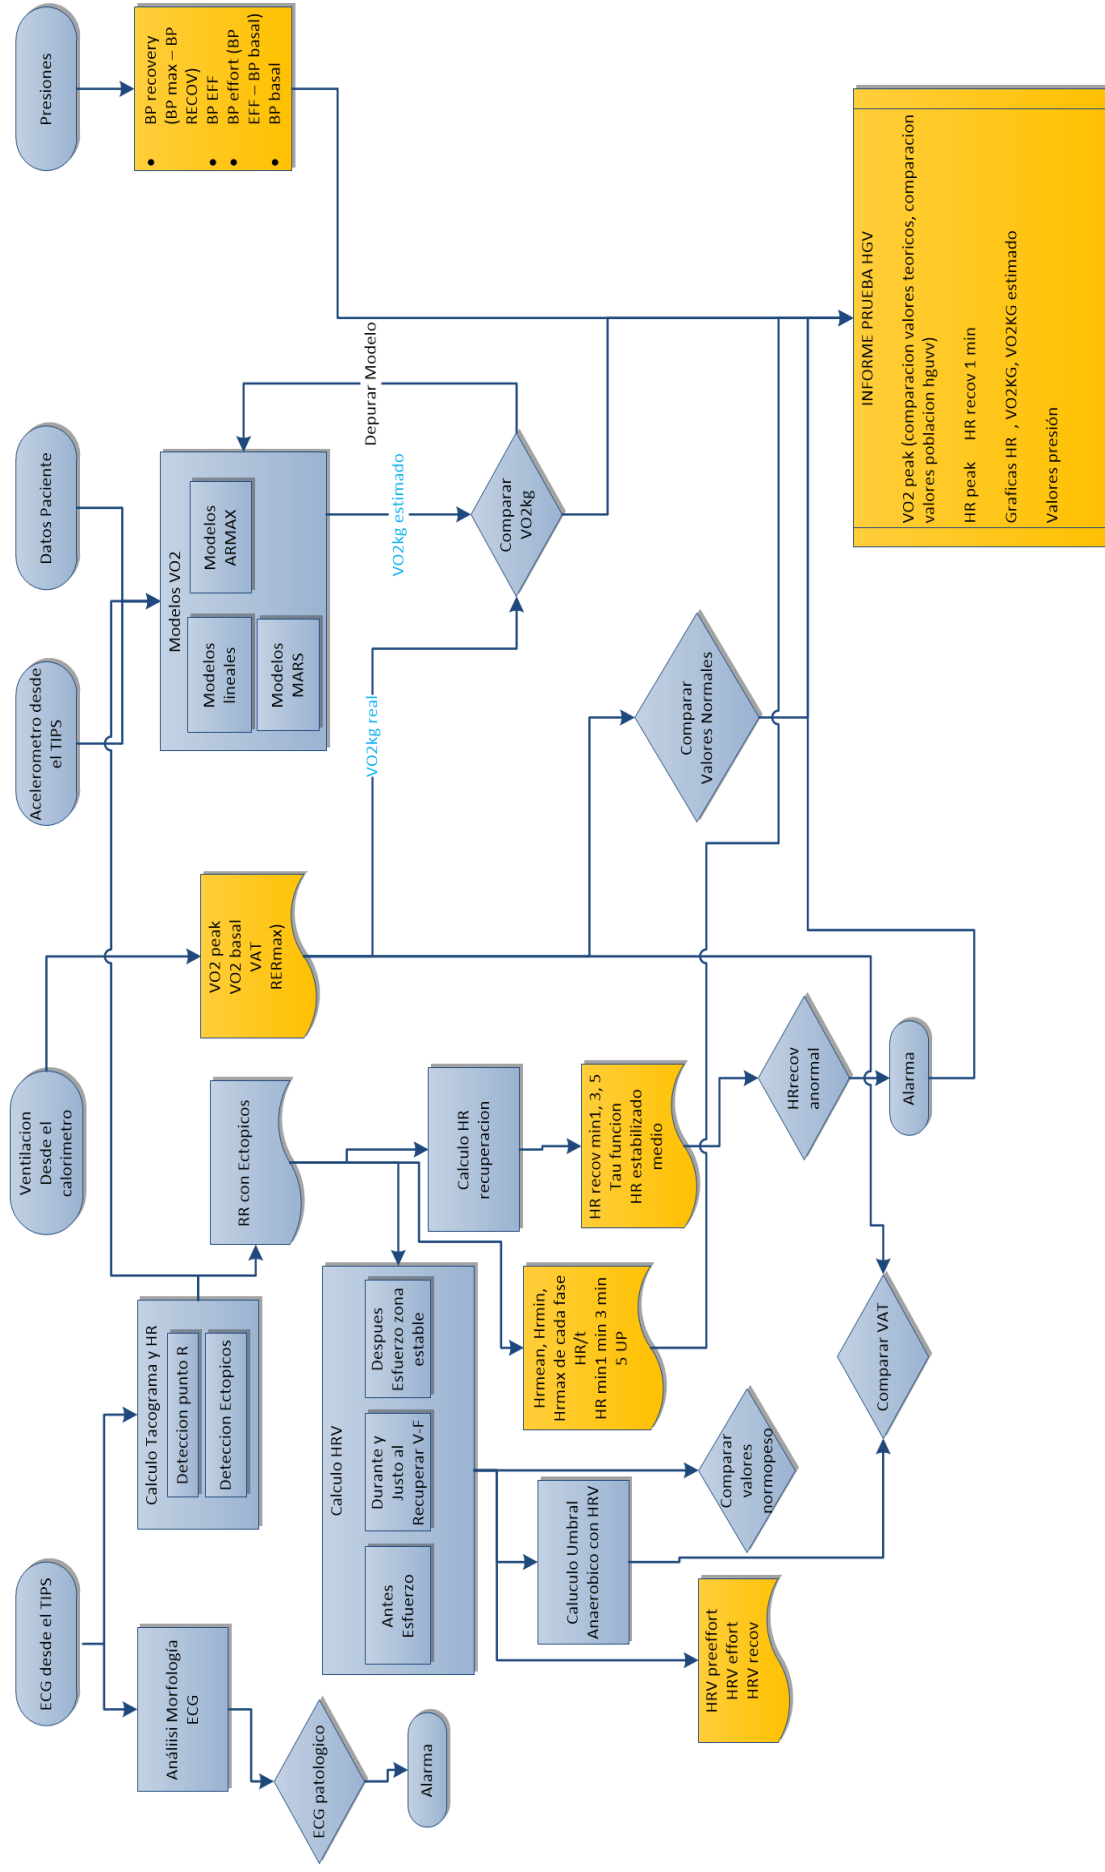 ECG desde el TIPS
Ventilacion
Desde el
calorimetro
Acelerometro desde
el TIPS
Datos Paciente
Presiones
Análiisi Morfología
ECG
Calculo Tacograma y HR
Deteccion punto R
Deteccion Ectopicos
VO2 peak
VO2 basal
VAT
RERmax)
Modelos VO2
Modelos
lineales
Modelos
ARMAX
Modelos
MARS
• BP recovery
(BP max – BP
RECOV)
• BP EFF
• BP effort (BP
EFF – BP basal)
• BP basal
ECG patologico
Alarma
RR con Ectopicos
Calculo HRV
Antes
Esfuerzo
Durante y
Justo al
Recuperar V-F
Despues
Esfuerzo zona
estable
Calculo HR
recuperacion
VO2kg real
VO2kg estimado
Depurar Modelo
Comparar
VO2kg
Hrmean, Hrmin,
Hrmax de cada fase
HR/t
HR min1 min 3 min
5 UP
HR recov min1, 3, 5
Tau funcion
HR estabilizado
medio
Caluculo Umbral
Anaerobico con HRV
HRV preeffort
HRV effort
HRV recov
Comparar
valores
normopeso
Comparar
Valores Normales
HRrecov
anormal
Alarma
Comparar VAT
INFORME PRUEBA HGV
VO2 peak (comparacion valores teoricos, comparacion
valores poblacion hguvv)
HR peak HR recov 1 min
Graficas HR , VO2KG, VO2KG estimado
Valores presión